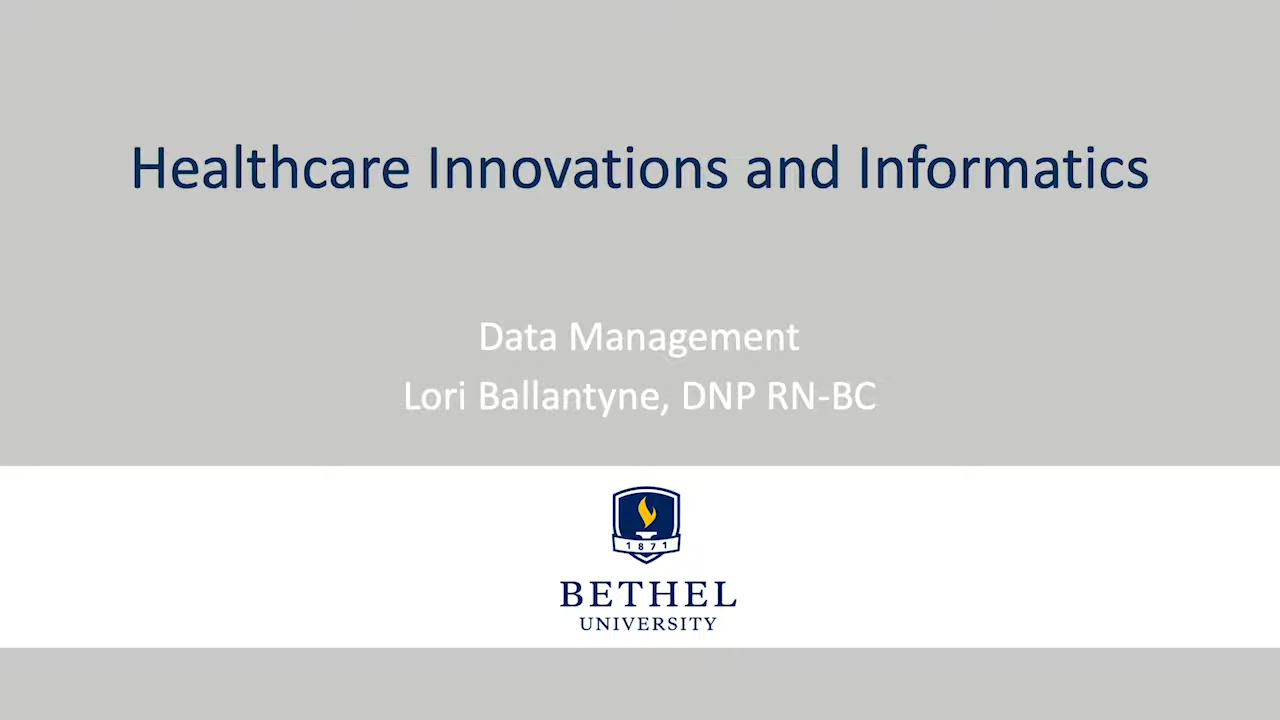 Healthcare Innovations and Informatics
Data Management
Lori Ballantyne, DNP RN-BC
1871
BETHEL
UNIVERSITY